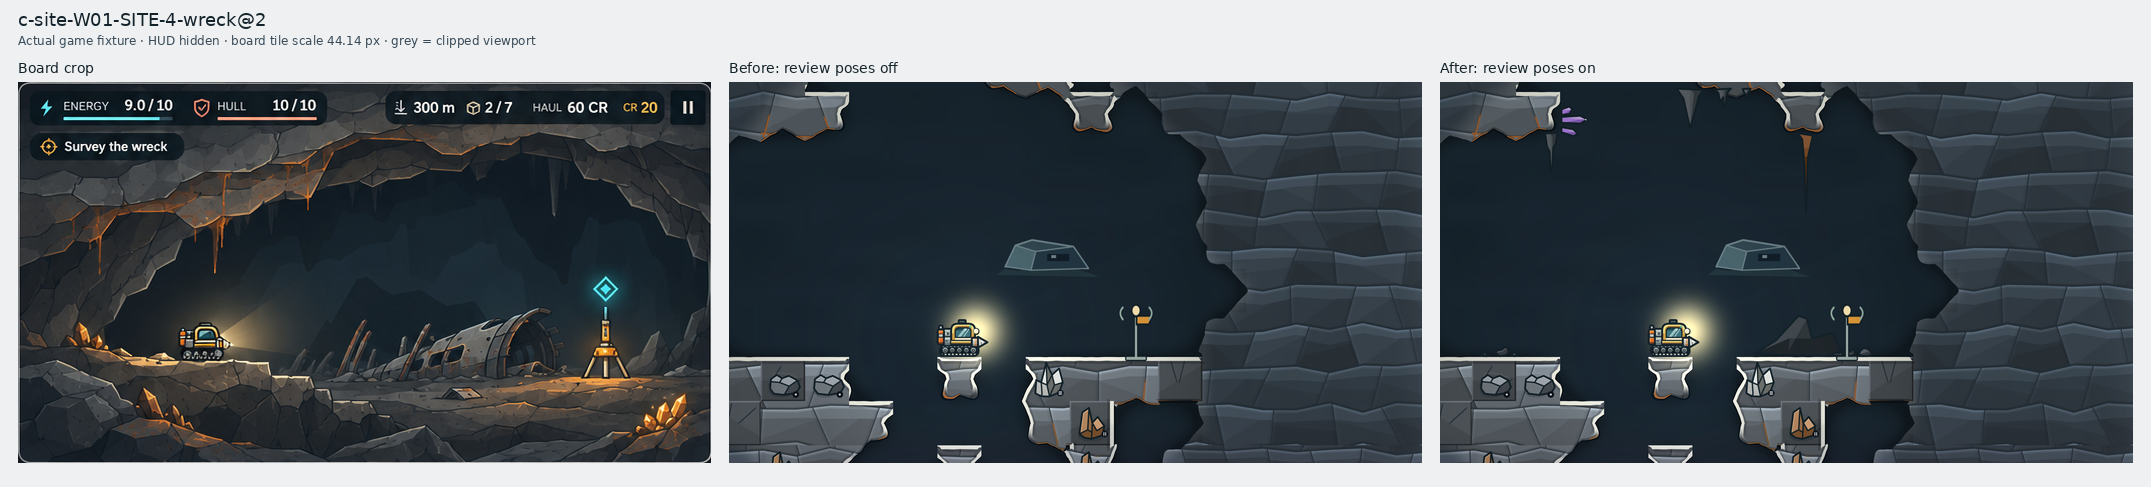 c-site-W01-SITE-4-wreck@2
Actual game fixture · HUD hidden · board tile scale 44.14 px · grey = clipped viewport
Board crop
Before: review poses off
After: review poses on
ENERGY 9.0 / 10
HULL 10 / 10
300 m
2 / 7
HAUL 60 CR
CR 20
Survey the wreck